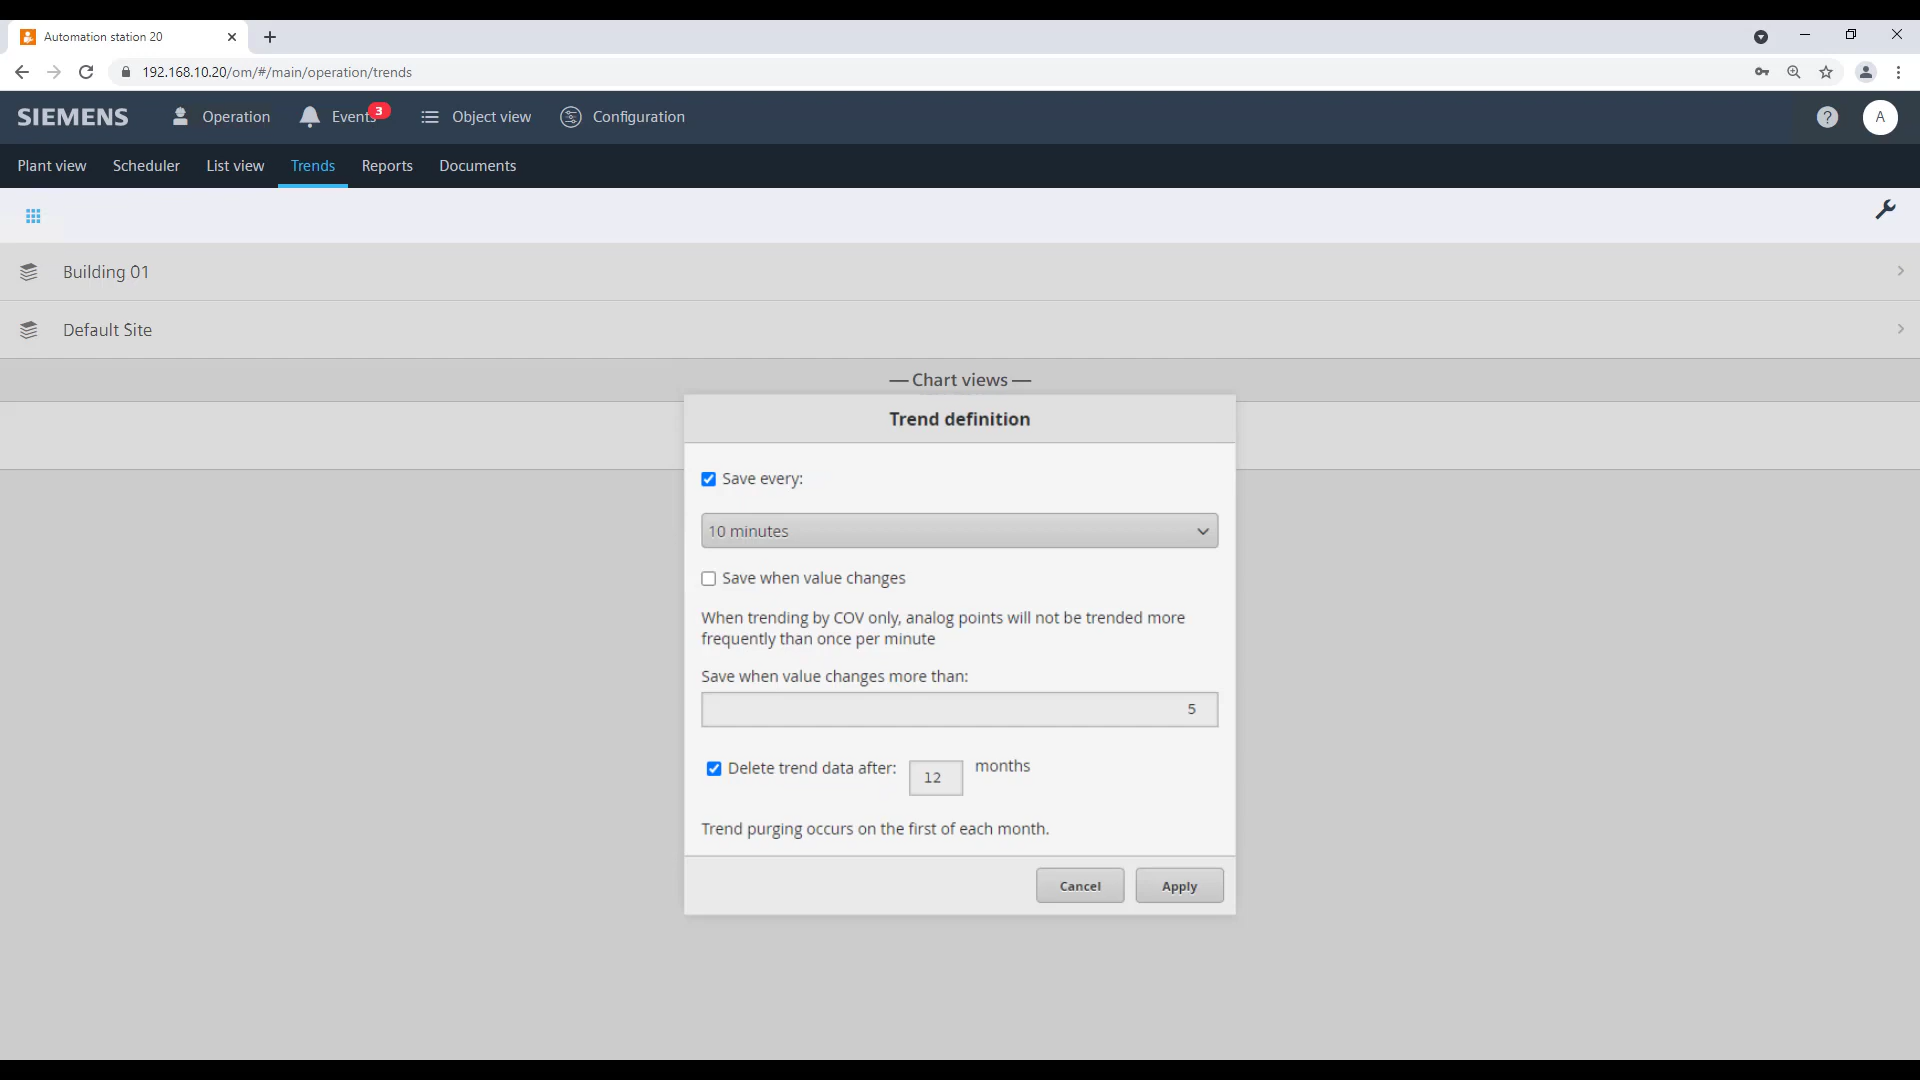 Automation station 20
192.168.10.20/om/#/main/operation/trends
SIEMENS Operation Events 3 Object view Configuration ? A
Plant view Scheduler List view Trends Reports Documents
Building 01
Default Site
— Chart views —
Trend definition
Save every:
10 minutes
Save when value changes
When trending by COV only, analog points will not be trended more
frequently than once per minute
Save when value changes more than:
5
Delete trend data after: 12 months
Trend purging occurs on the first of each month.
Cancel Apply